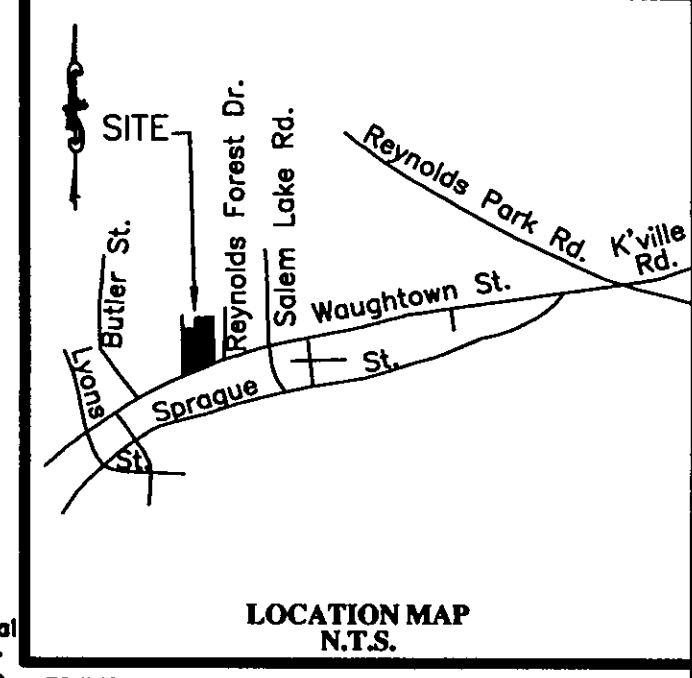 SITE
Butler St.
Reynolds Forest Dr.
Salem Lake Rd.
Reynolds Park Rd.
K'ville
Rd.
Waughtown St.
Lyons
St.
Sprague
St.
LOCATION MAP
N.T.S.
al